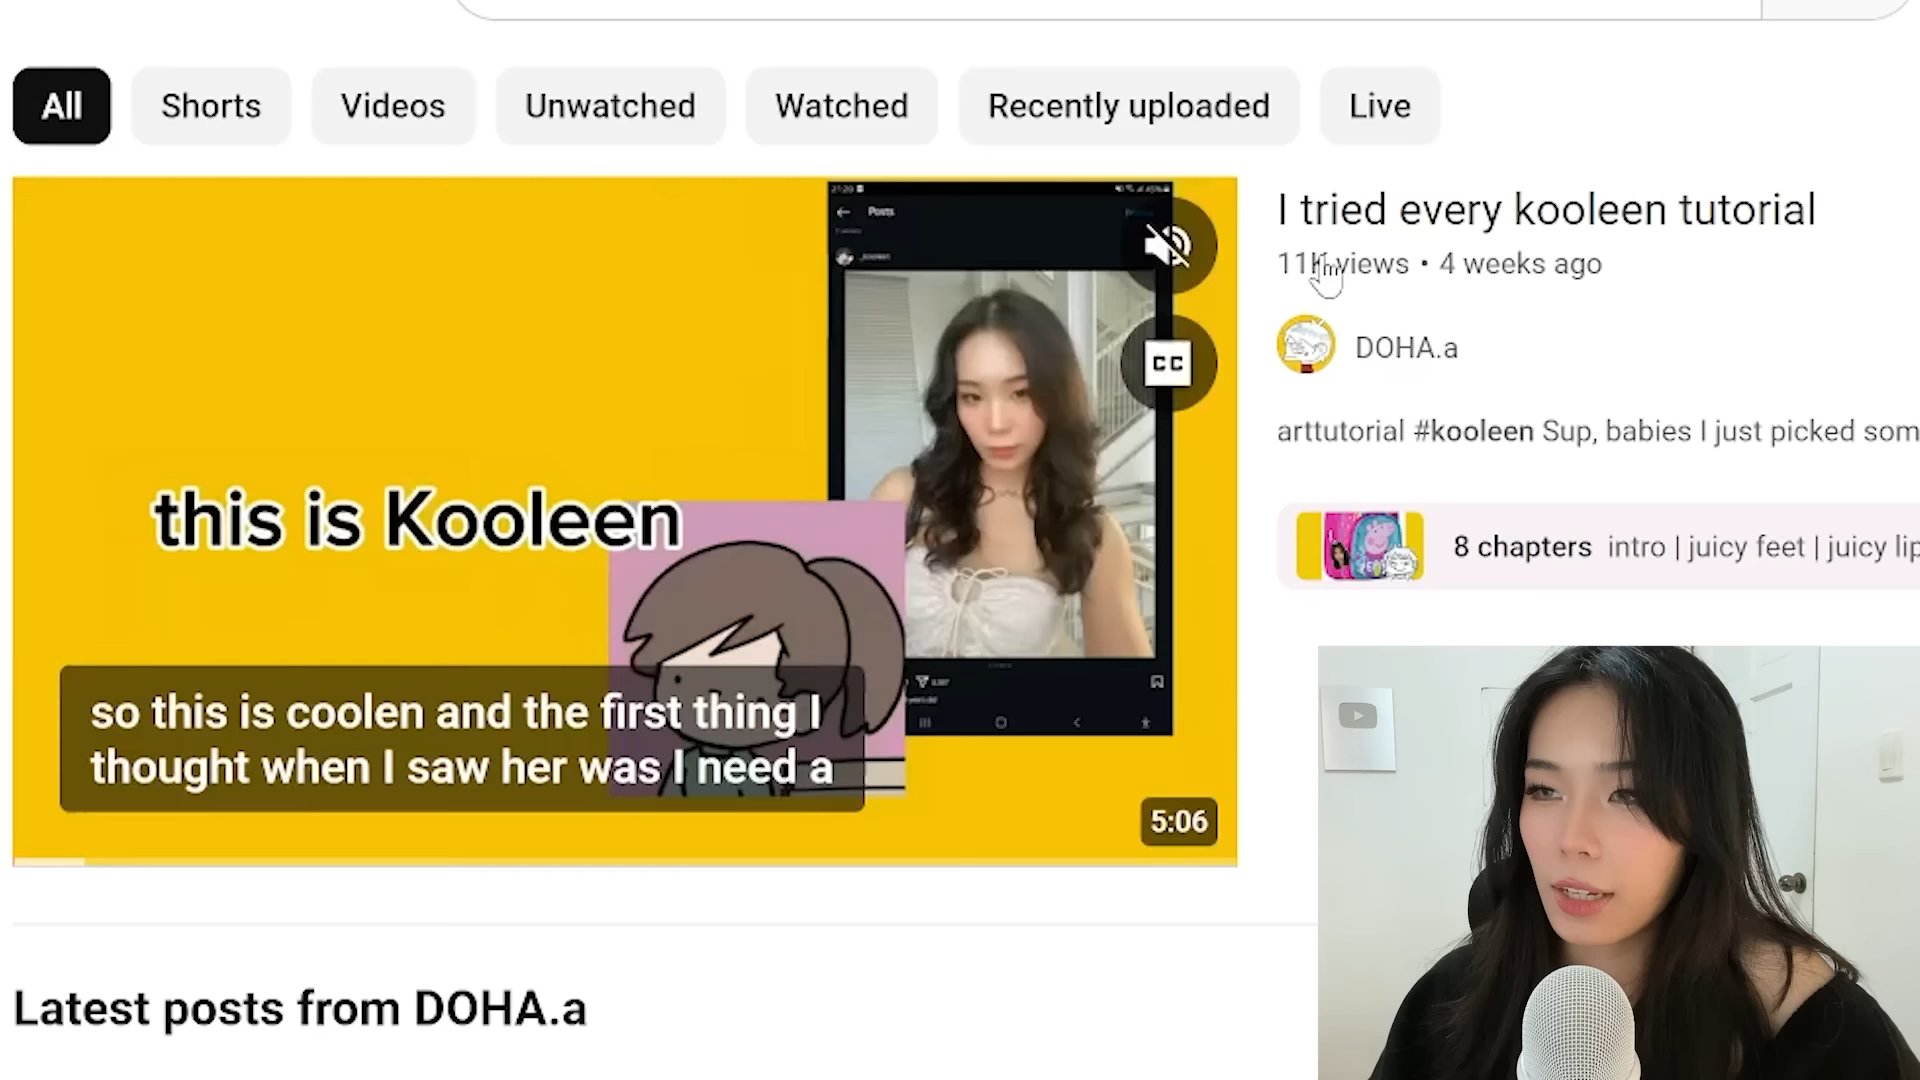 All
Shorts
Videos
Unwatched
Watched
Recently uploaded
Live
Posts
this is Kooleen
so this is coolen and the first thing I
thought when I saw her was I need a
CC
5:06
I tried every kooleen tutorial
11K views • 4 weeks ago
DOHA.a
arttutorial #kooleen Sup, babies I just picked som
8 chapters intro | juicy feet | juicy lip
Latest posts from DOHA.a